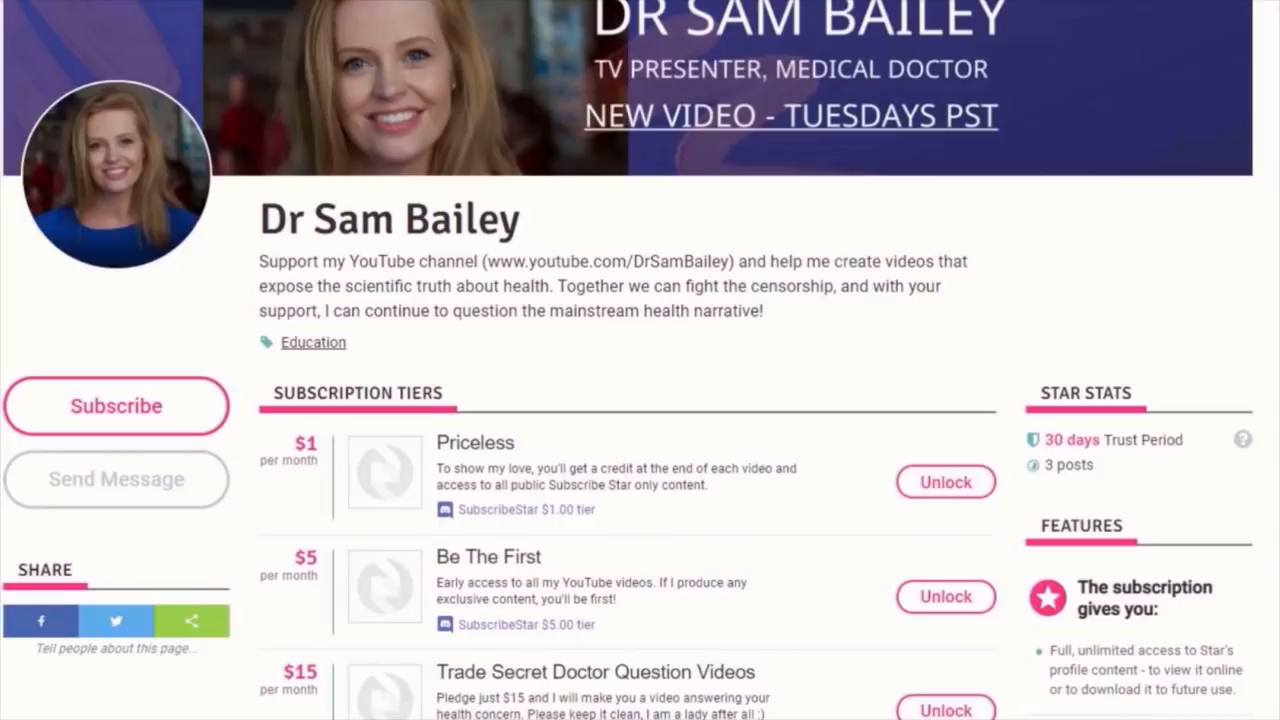 DR SAM BAILEY
TV PRESENTER, MEDICAL DOCTOR
NEW VIDEO - TUESDAYS PST
Dr Sam Bailey
Support my YouTube channel (www.youtube.com/DrSamBailey) and help me create videos that
expose the scientific truth about health. Together we can fight the censorship, and with your
support, I can continue to question the mainstream health narrative!
Education
Subscribe
Send Message
SHARE
Tell people about this page...
SUBSCRIPTION TIERS
$1
per month
Priceless
To show my love, you'll get a credit at the end of each video and
access to all public Subscribe Star only content.
SubscribeStar $1.00 tier
Unlock
$5
per month
Be The First
Early access to all my YouTube videos. If I produce any
exclusive content, you'll be first!
SubscribeStar $5.00 tier
Unlock
$15
per month
Trade Secret Doctor Question Videos
Pledge just $15 and I will make you a video answering your
health concern. Please keep it clean, I am a lady after all :)
Unlock
STAR STATS
30 days Trust Period
?
3 posts
FEATURES
The subscription
gives you:
Full, unlimited access to Star's
profile content - to view it online
or to download it to future use.